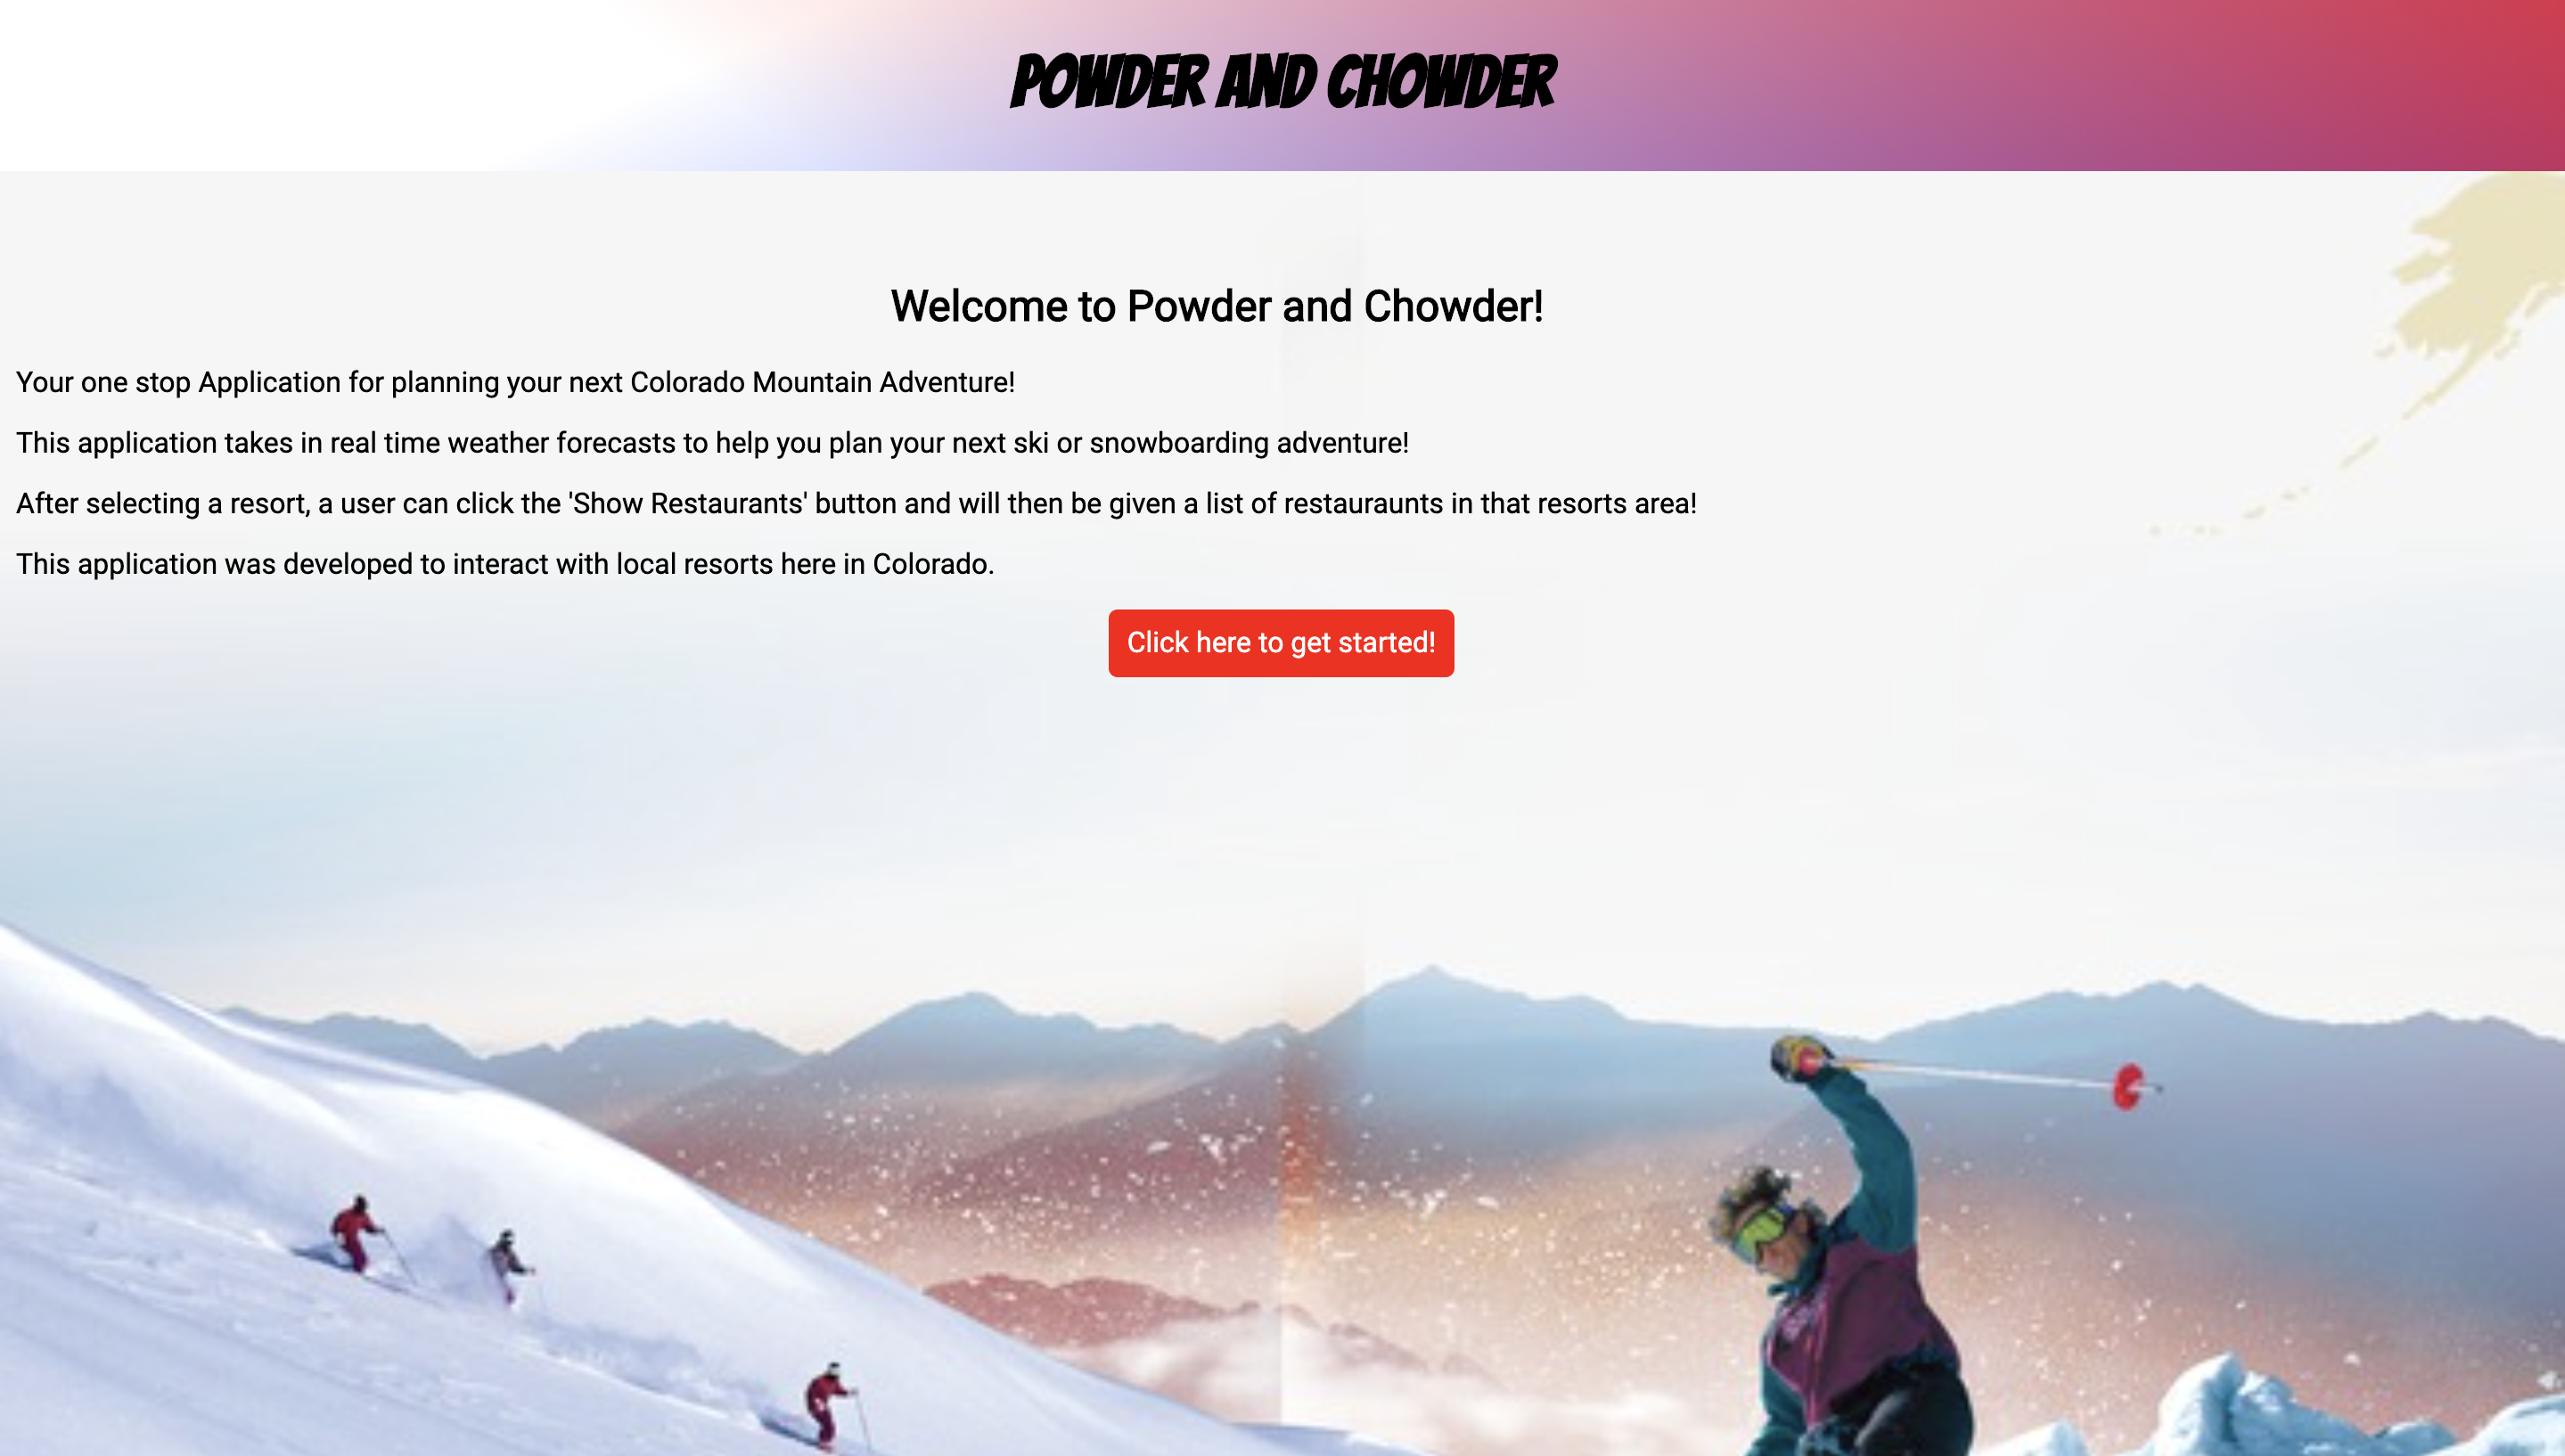 POWDER AND CHOWDER
Welcome to Powder and Chowder!
Your one stop Application for planning your next Colorado Mountain Adventure!
This application takes in real time weather forecasts to help you plan your next ski or snowboarding adventure!
After selecting a resort, a user can click the 'Show Restaurants' button and will then be given a list of restauraunts in that resorts area!
This application was developed to interact with local resorts here in Colorado.
Click here to get started!